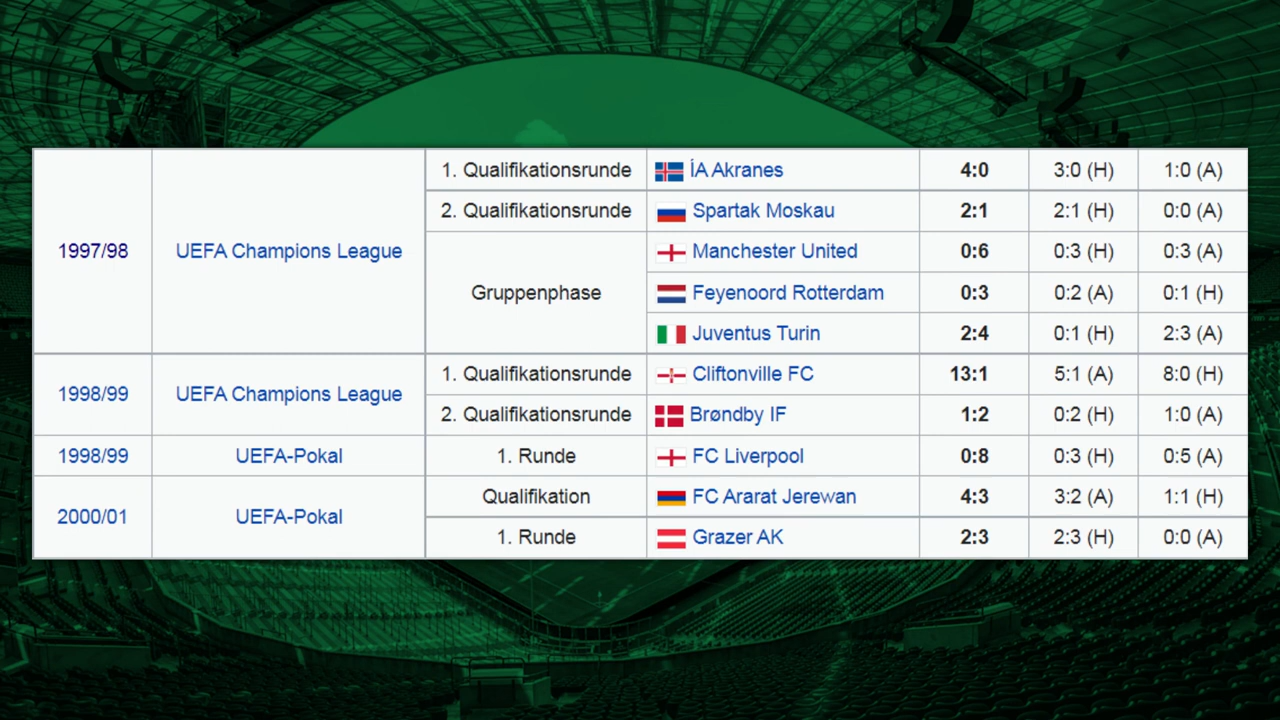 1997/98 UEFA Champions League 1. Qualifikationsrunde ÍA Akranes 4:0 3:0 (H) 1:0 (A)
2. Qualifikationsrunde Spartak Moskau 2:1 2:1 (H) 0:0 (A)
Gruppenphase Manchester United 0:6 0:3 (H) 0:3 (A)
Feyenoord Rotterdam 0:3 0:2 (A) 0:1 (H)
Juventus Turin 2:4 0:1 (H) 2:3 (A)
1998/99 UEFA Champions League 1. Qualifikationsrunde Cliftonville FC 13:1 5:1 (A) 8:0 (H)
2. Qualifikationsrunde Brøndby IF 1:2 0:2 (H) 1:0 (A)
1998/99 UEFA-Pokal 1. Runde FC Liverpool 0:8 0:3 (H) 0:5 (A)
2000/01 UEFA-Pokal Qualifikation FC Ararat Jerewan 4:3 3:2 (A) 1:1 (H)
1. Runde Grazer AK 2:3 2:3 (H) 0:0 (A)